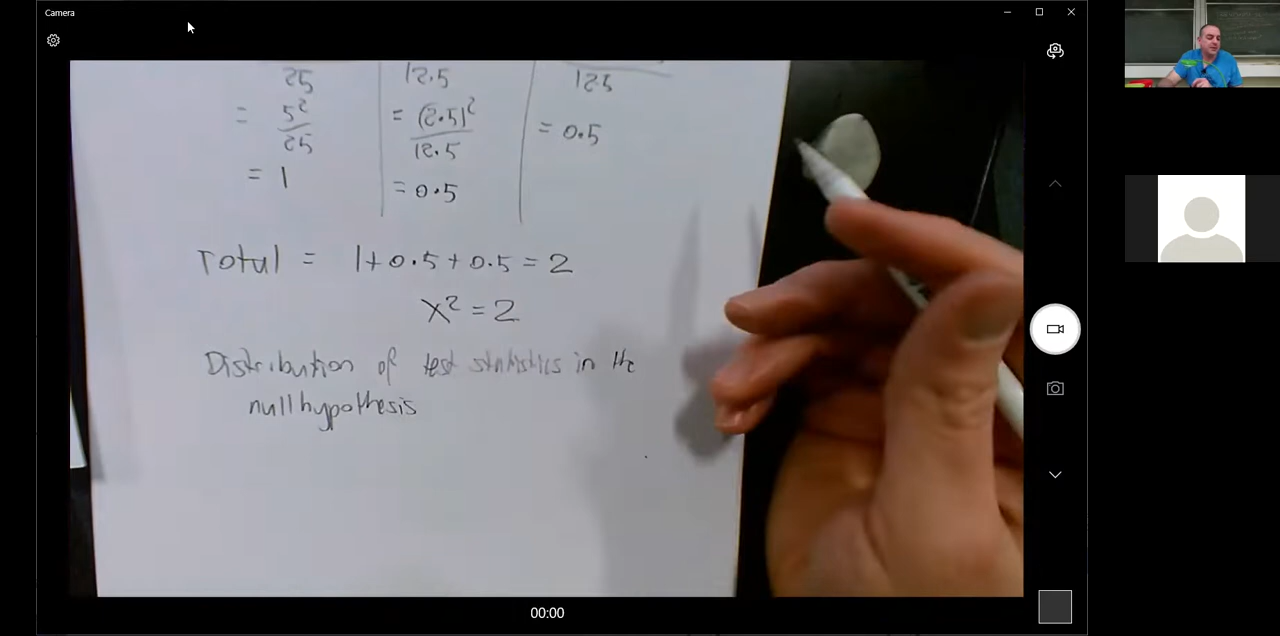 Camera
25
12.5
12.5
= 5²/25
= (2.5)²/12.5
= 0.5
= 1
= 0.5
Total = 1+0.5+0.5=2
x²=2
Distribution of test statistics in the
null hypothesis
00:00